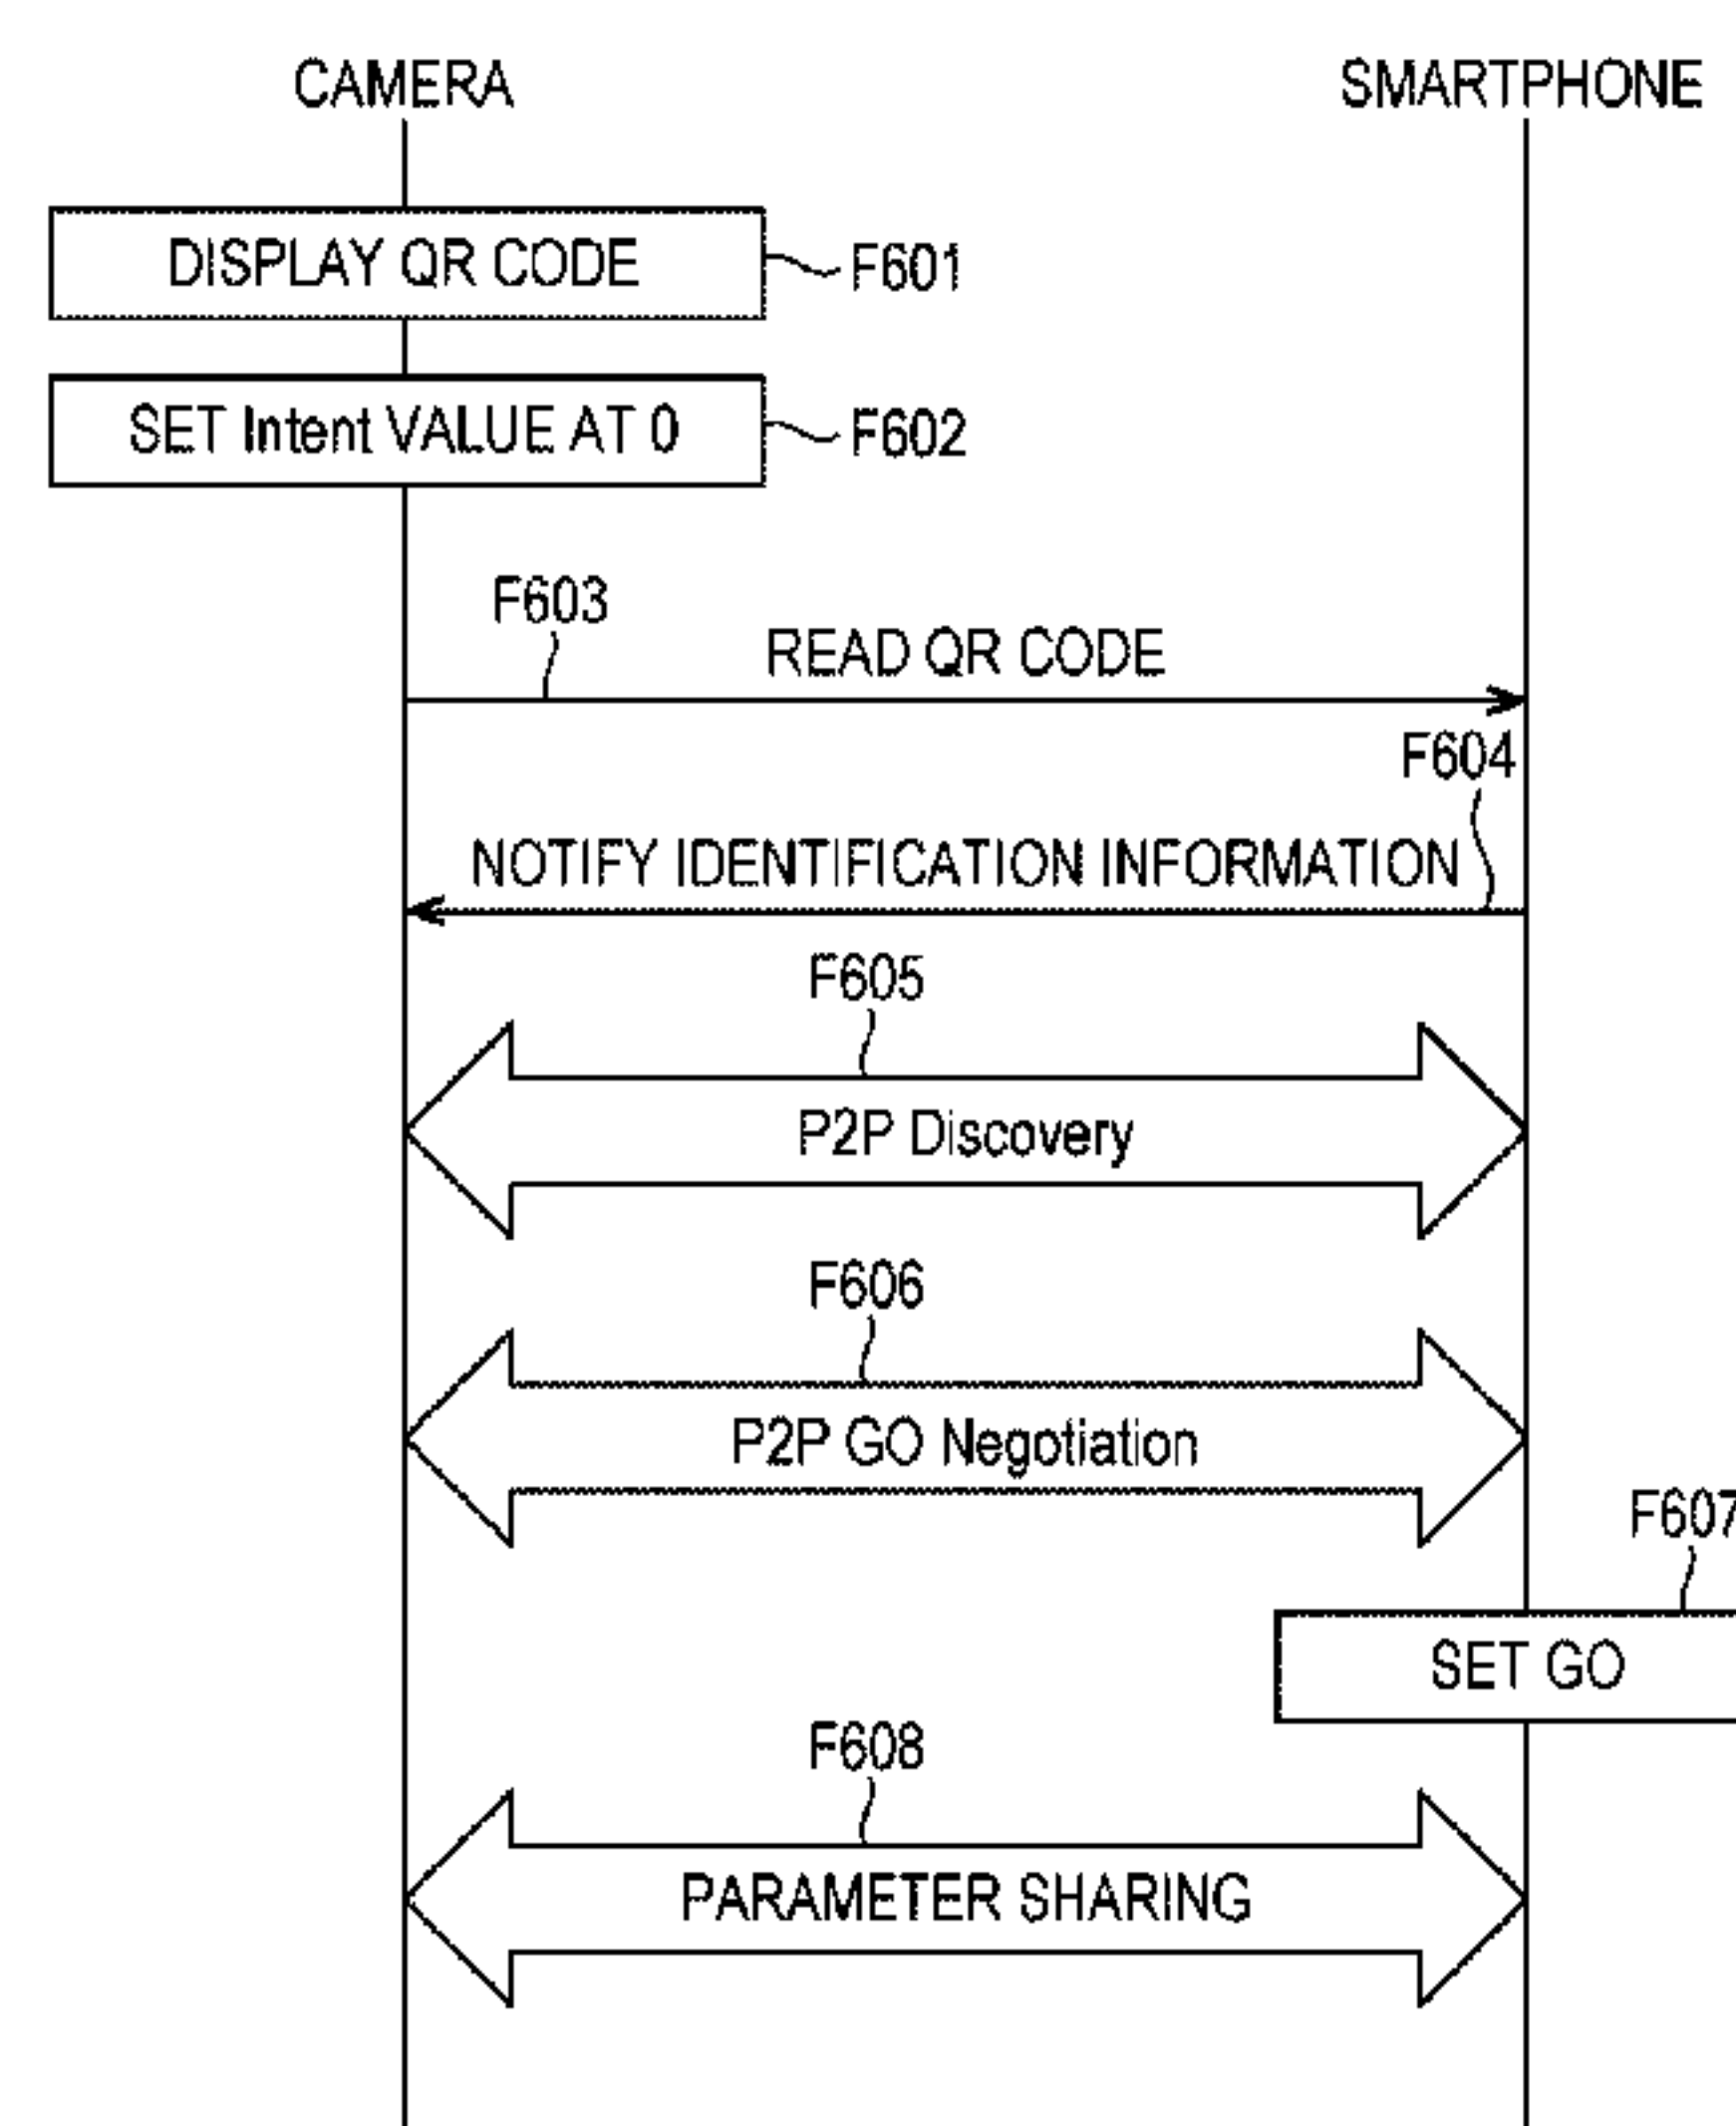 CAMERA
SMARTPHONE
DISPLAY QR CODE
F601
SET Intent VALUE AT 0
F602
F603
READ QR CODE
F604
NOTIFY IDENTIFICATION INFORMATION
F605
P2P Discovery
F606
P2P GO Negotiation
F607
SET GO
F608
PARAMETER SHARING